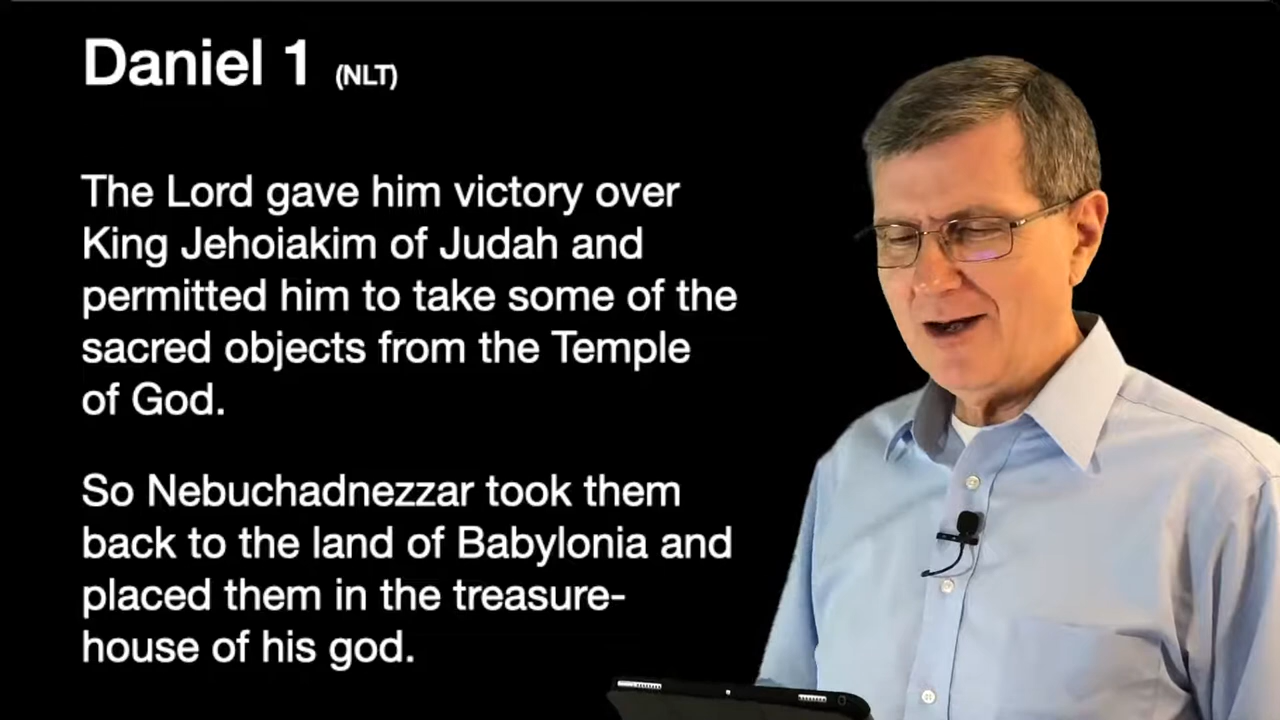 Daniel 1 (NLT)
The Lord gave him victory over
King Jehoiakim of Judah and
permitted him to take some of the
sacred objects from the Temple
of God.
So Nebuchadnezzar took them
back to the land of Babylonia and
placed them in the treasure-
house of his god.